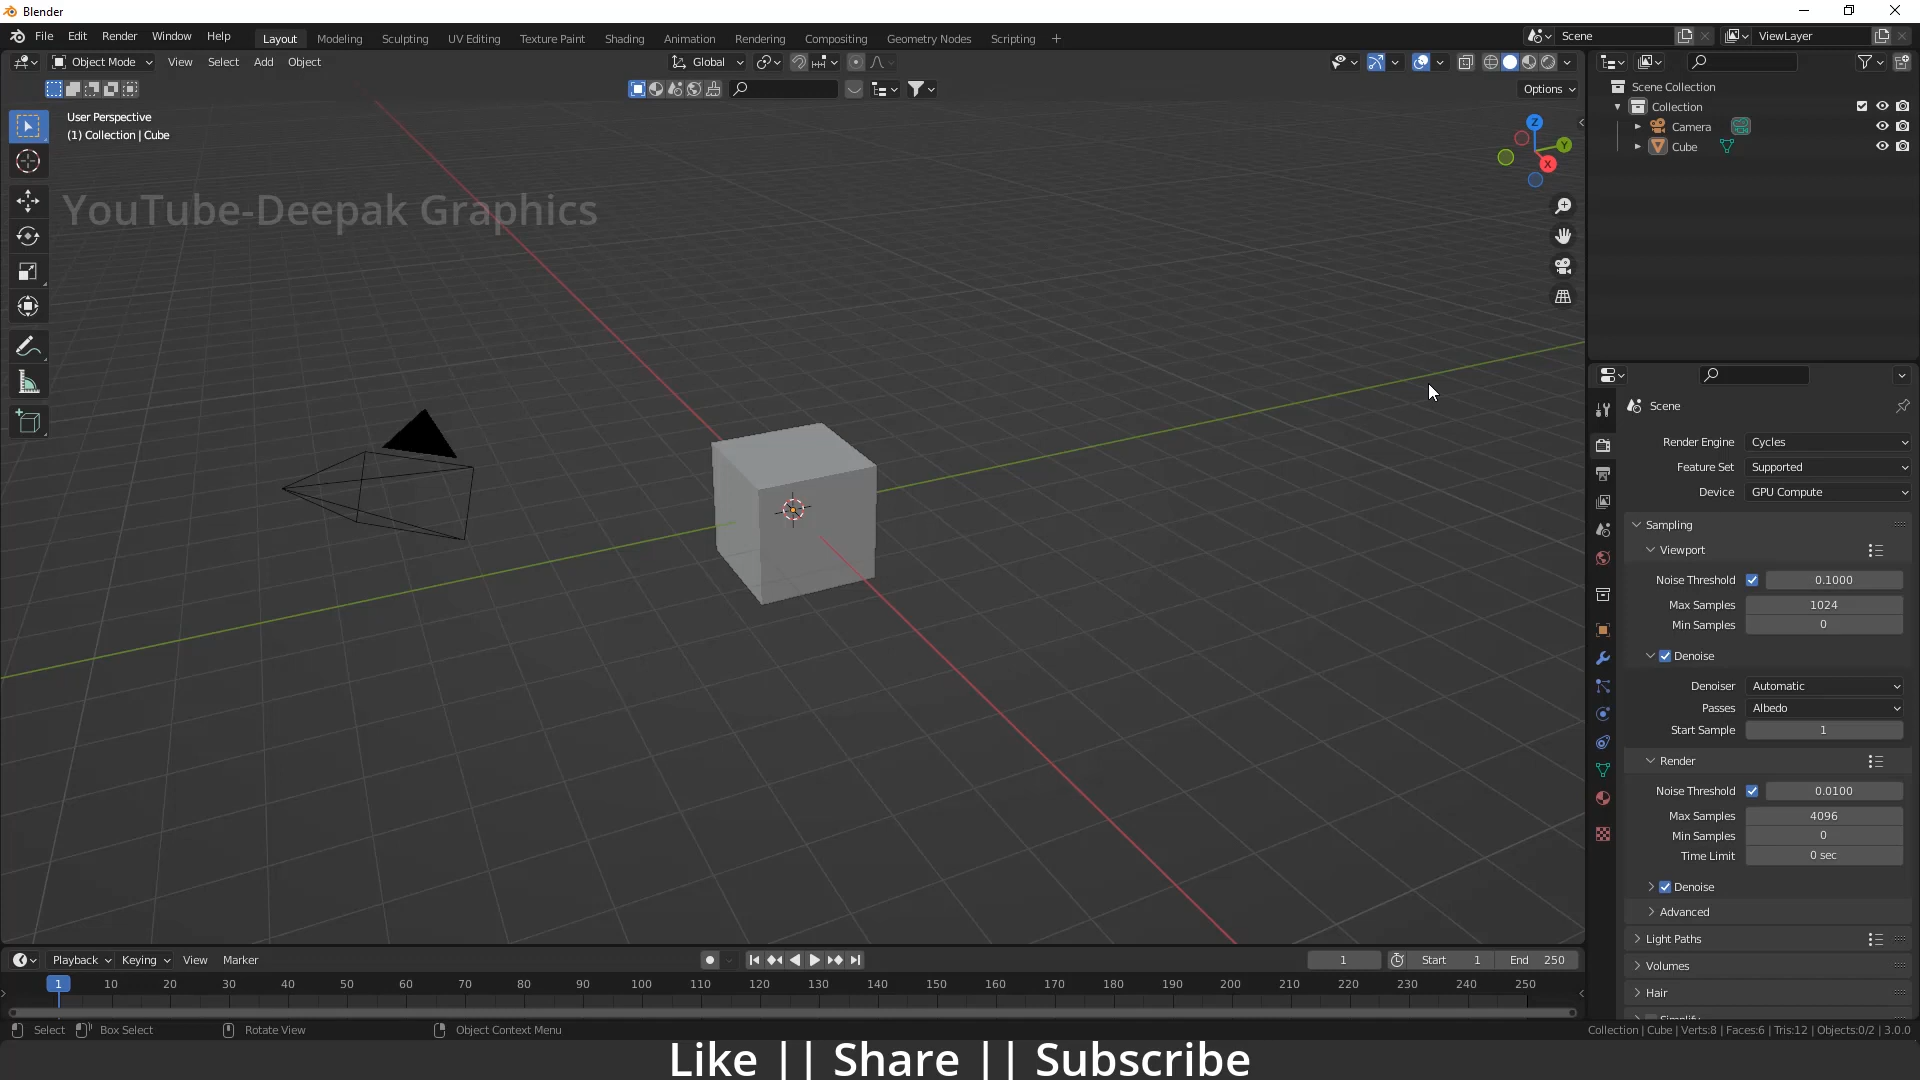 Blender
File Edit Render Window Help
Layout Modeling Sculpting UV Editing Texture Paint Shading Animation Rendering Compositing Geometry Nodes Scripting +
Scene
ViewLayer
Object Mode View Select Add Object
Global
Options
User Perspective
(1) Collection | Cube
YouTube-Deepak Graphics
Z
Y
X
Scene Collection
Collection
Camera
Cube
Scene
Render Engine Cycles
Feature Set Supported
Device GPU Compute
Sampling
Viewport
Noise Threshold 0.1000
Max Samples 1024
Min Samples 0
Denoise
Denoiser Automatic
Passes Albedo
Start Sample 1
Render
Noise Threshold 0.0100
Max Samples 4096
Min Samples 0
Time Limit 0 sec
Denoise
Advanced
Light Paths
Volumes
Hair
Playback Keying View Marker
1 Start 1 End 250
1 10 20 30 40 50 60 70 80 90 100 110 120 130 140 150 160 170 180 190 200 210 220 230 240 250
Select Box Select Rotate View Object Context Menu
Collection | Cube | Verts:8 | Faces:6 | Tris:12 | Objects:0/2 | 3.0.0
Like || Share || Subscribe